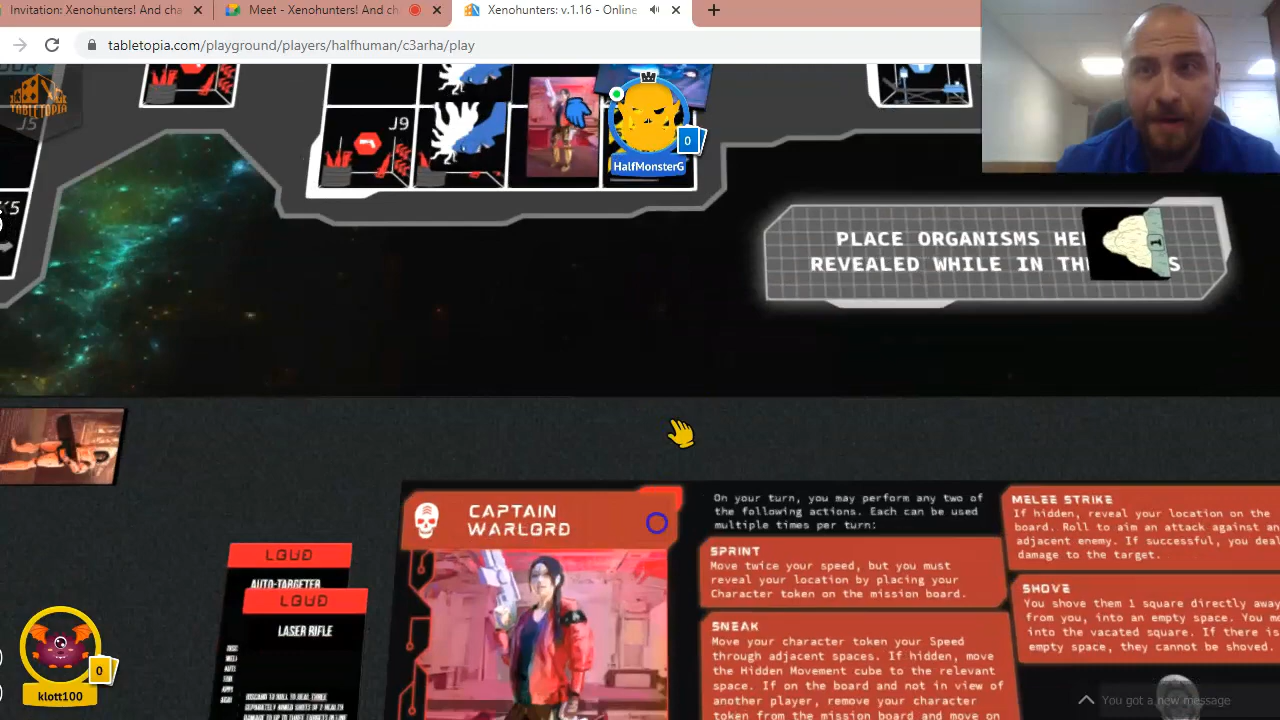 Invitation: Xenohunters! And ch
Meet - Xenohunters! And ch
Xenohunters: v.1.16 - Online
tabletopia.com/playground/players/halfhuman/c3arha/play
TABLETOPIA
J5
J9
0
HalfMonsterG
K5
PLACE ORGANISMS HE
REVEALED WHILE IN TH S
CAPTAIN
WARLORD
On your turn, you may perform any two of
the following actions. Each can be used
multiple times per turn:
SPRINT
Move twice your speed, but you must
reveal your location by placing your
Character token on the mission board.
SNEAK
Move your character token your Speed
through adjacent spaces. If hidden, move
the Hidden Movement cube to the relevant
space. If on the board and not in view of
another player, remove your character
token from the mission board and move on
MELEE STRIKE
If hidden, reveal your location on the
board. Roll to aim an attack against an
adjacent enemy. If successful, you deal
damage to the target.
SHOVE
You shove them 1 square directly away
from you, into an empty space. You mo
into the vacated square. If there is
empty space, they cannot be shoved.
LOUD
AUTO-TARGETER
LOUD
LASER RIFLE
0
klott100
You got a new message